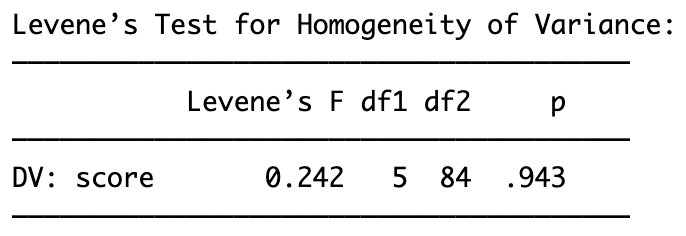 Levene’s Test for Homogeneity of Variance:
Levene’s F df1 df2 p
DV: score 0.242 5 84 .943